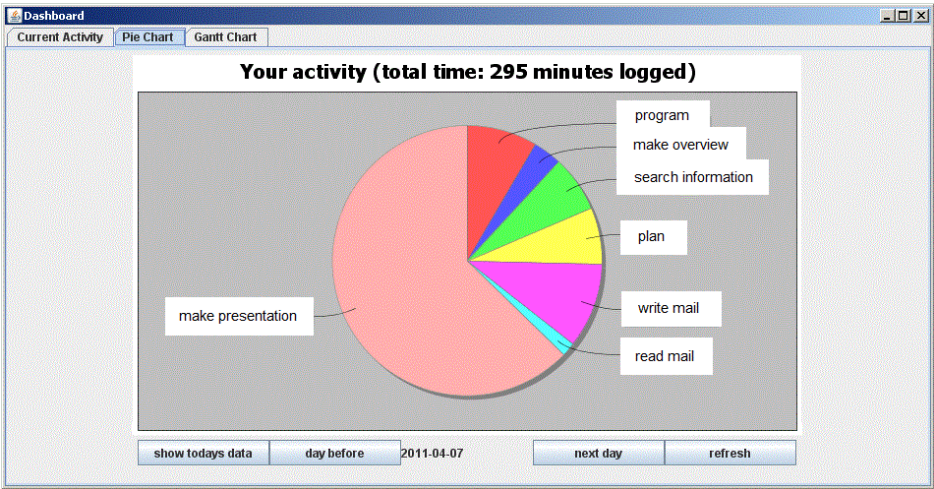 Dashboard
Current Activity Pie Chart Gantt Chart
Your activity (total time: 295 minutes logged)
program
make overview
search information
plan
write mail
make presentation
read mail
show todays data day before 2011-04-07 next day refresh